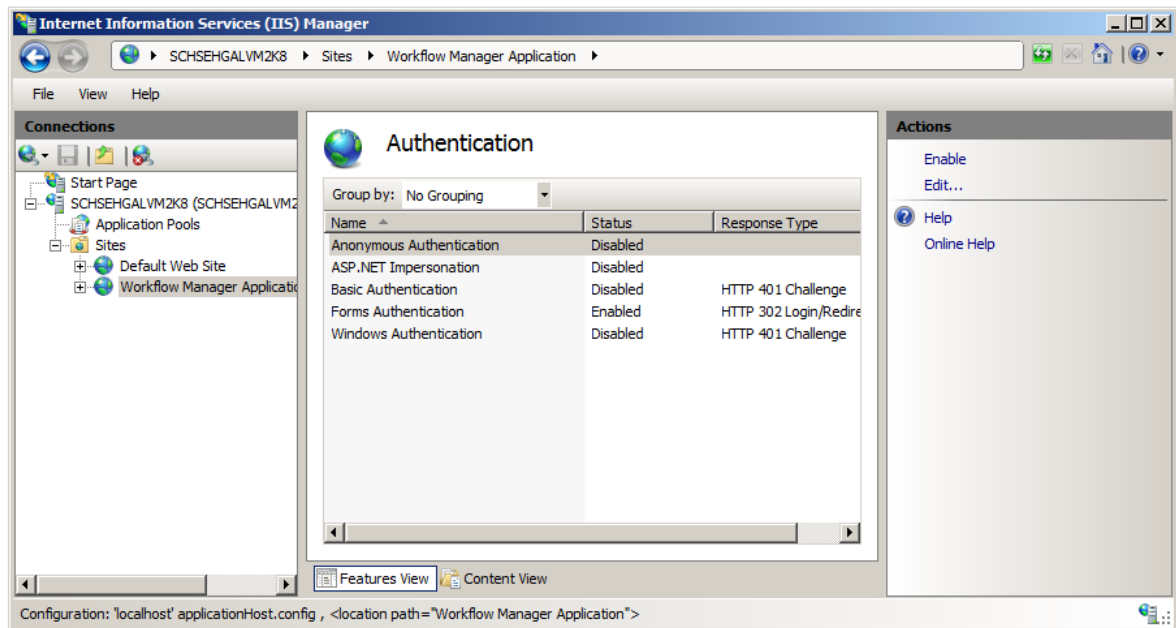 Internet Information Services (IIS) Manager
SCHSEHGALVM2K8 Sites Workflow Manager Application
File View Help
Connections
Start Page
SCHSEHGALVM2K8 (SCHSEHGALVM2
Application Pools
Sites
Default Web Site
Workflow Manager Applicatio
Authentication
Group by: No Grouping
Name Status Response Type
Anonymous Authentication Disabled
ASP.NET Impersonation Disabled
Basic Authentication Disabled HTTP 401 Challenge
Forms Authentication Enabled HTTP 302 Login/Redire
Windows Authentication Disabled HTTP 401 Challenge
Features View Content View
Actions
Enable
Edit...
Help
Online Help
Configuration: 'localhost' applicationHost.config , <location path="Workflow Manager Application">